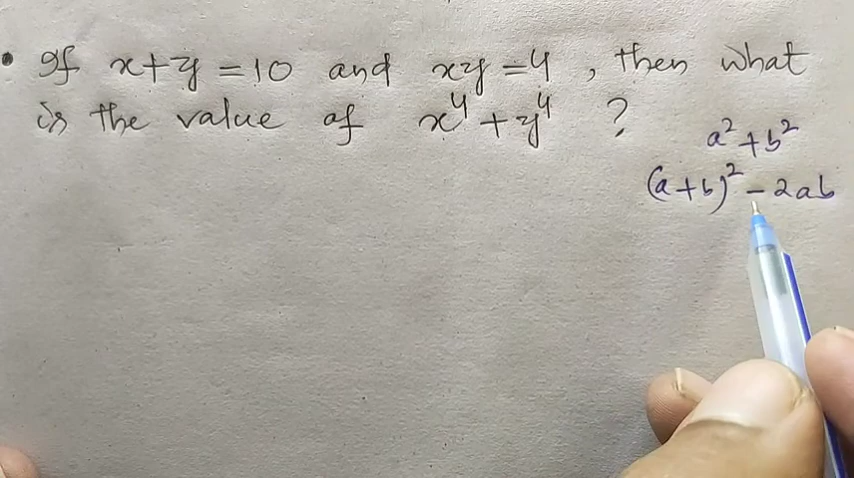 • If x+y=10 and xy=4, then what
is the value of x⁴+y⁴ ?
a²+b²
(a+b)²-2ab